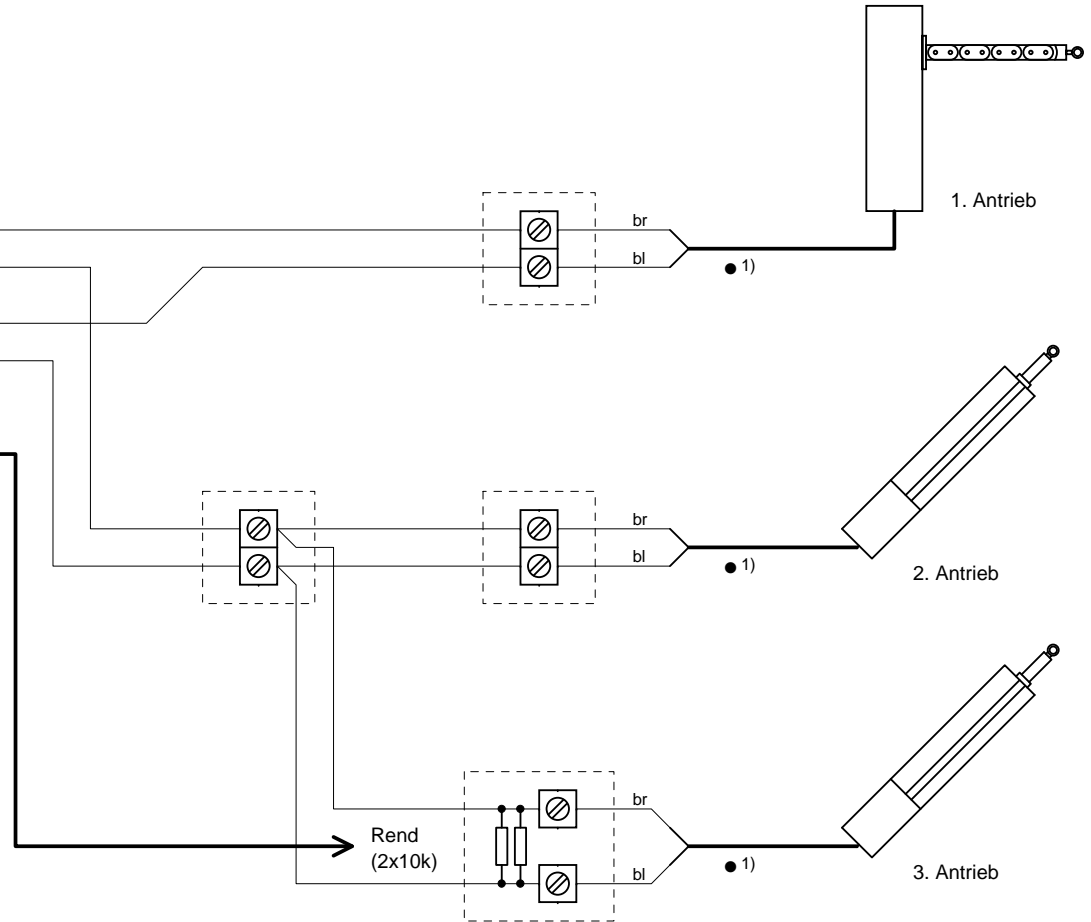 1. Antrieb
br
bl
● 1)
br
bl
● 1)
2. Antrieb
br
Rend
(2x10k)
bl
● 1)
3. Antrieb